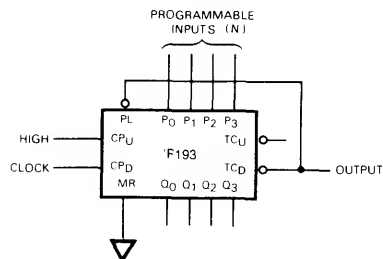 PROGRAMMABLE
INPUTS (N)
PL P0 P1 P2 P3
TCU
HIGH CPU
'F193
CLOCK CPD TCD OUTPUT
MR Q0 Q1 Q2 Q3